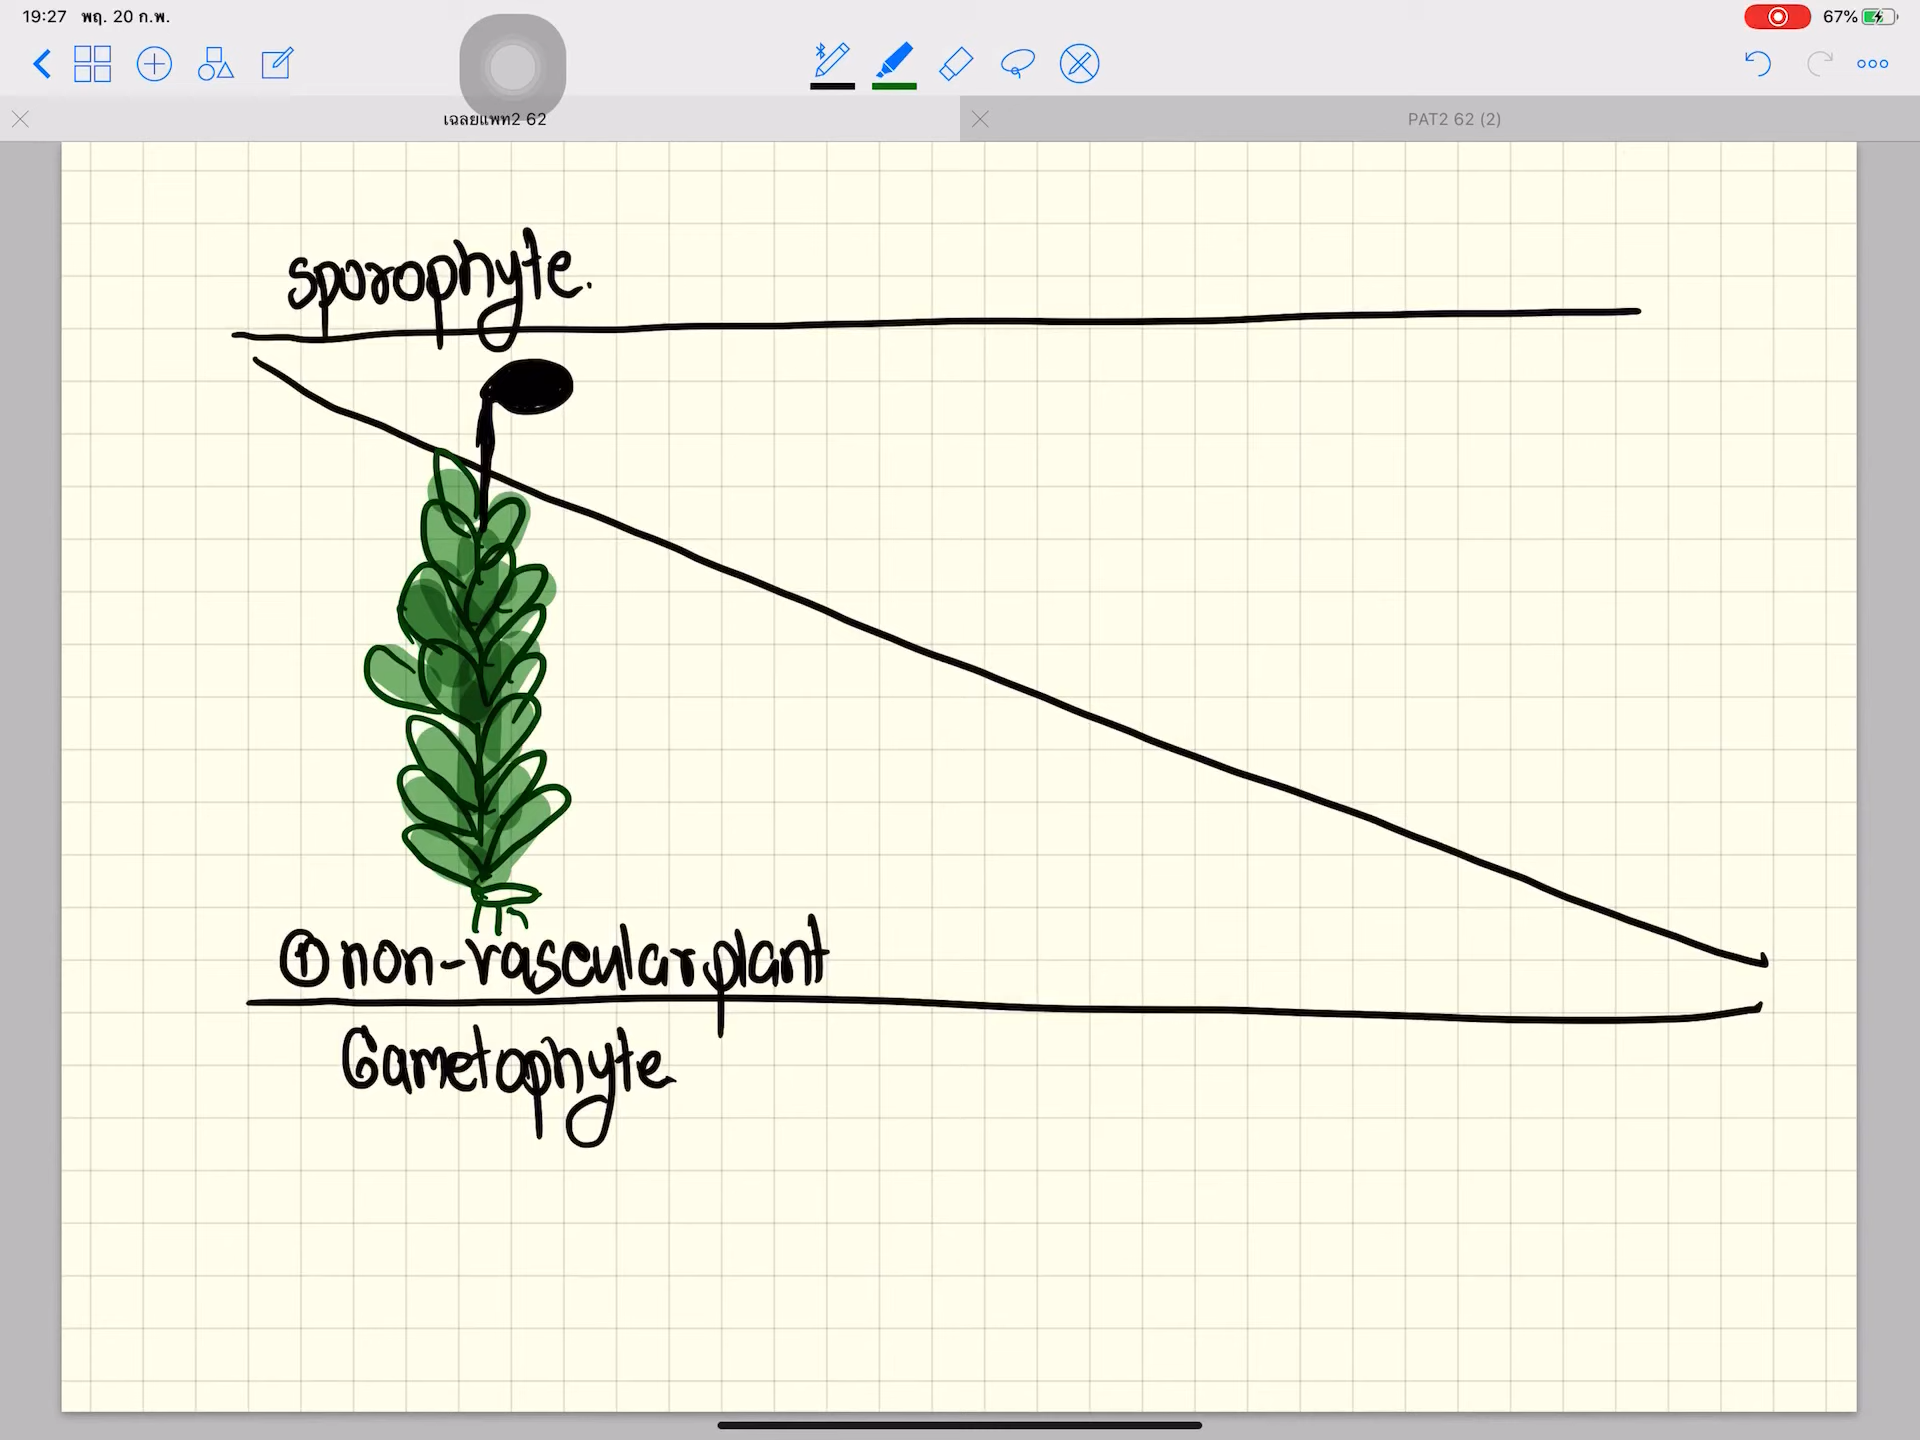 19:27 พฤ. 20 ก.พ.
67%
เฉลยแพท2 62
PAT2 62 (2)
sporophyte.
① non-vascular plant
Gametophyte